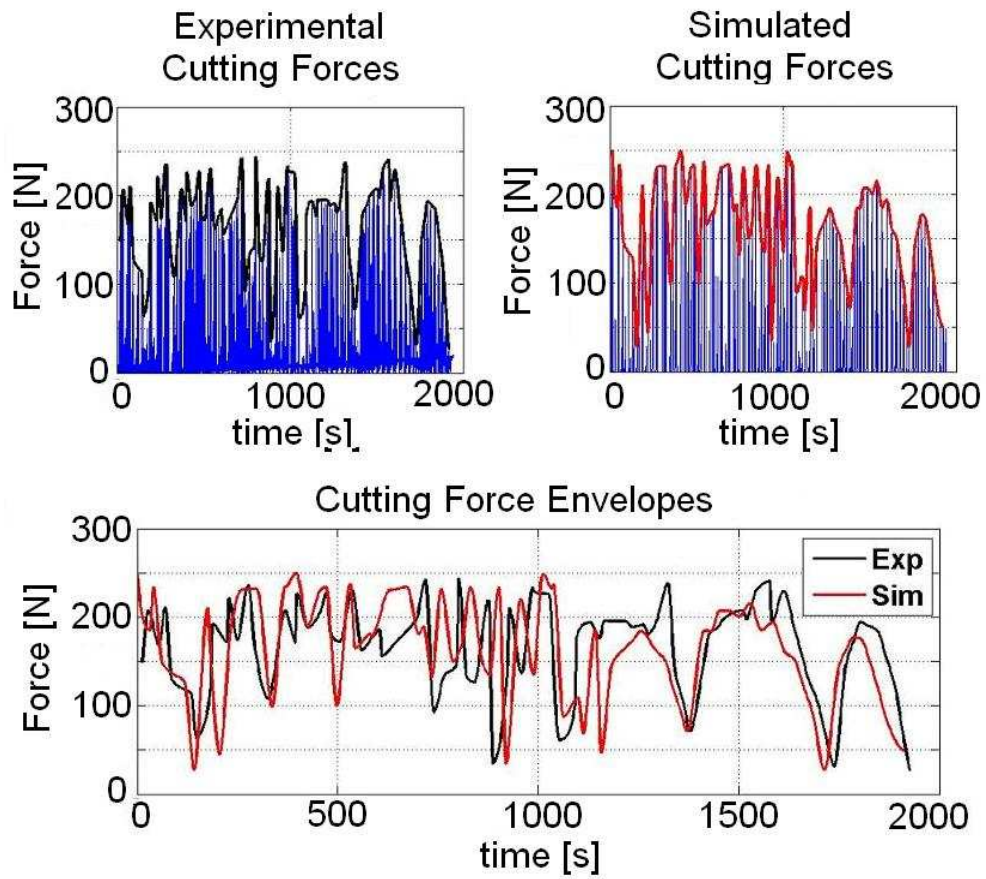 Experimental
Cutting Forces
Force [N]
300
200
100
0
0 1000 2000
time [s]
Simulated
Cutting Forces
Force [N]
300
200
100
0
0 1000 2000
time [s]
Cutting Force Envelopes
Force [N]
300
200
100
0
Exp
Sim
0 500 1000 1500 2000
time [s]